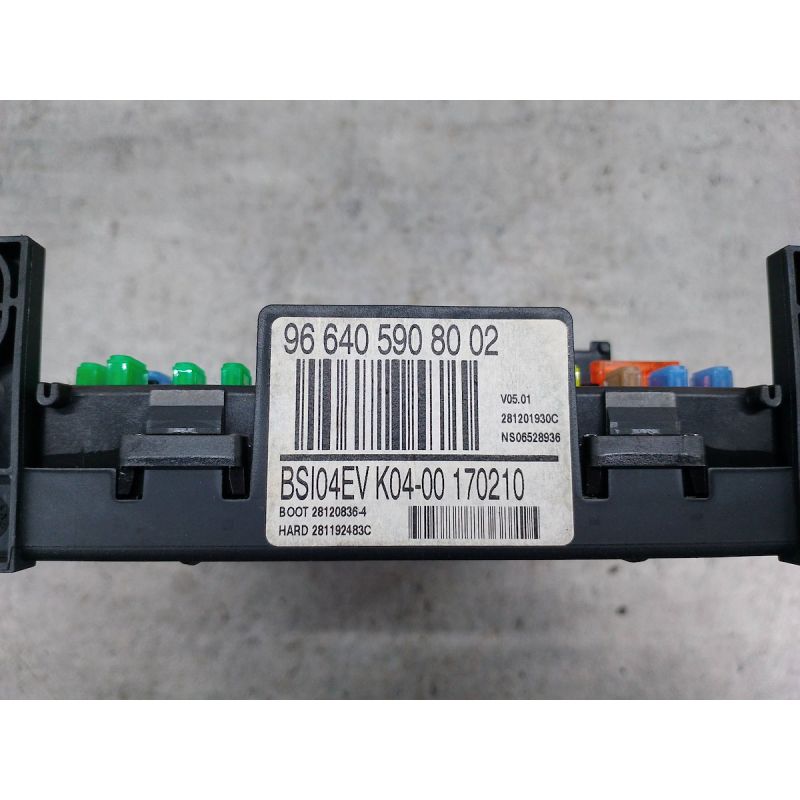 96 640 590 80 02
V05.01
281201930C
NS06528936
BSI04EV K04-00 170210
BOOT 28120836-4
HARD 281192483C